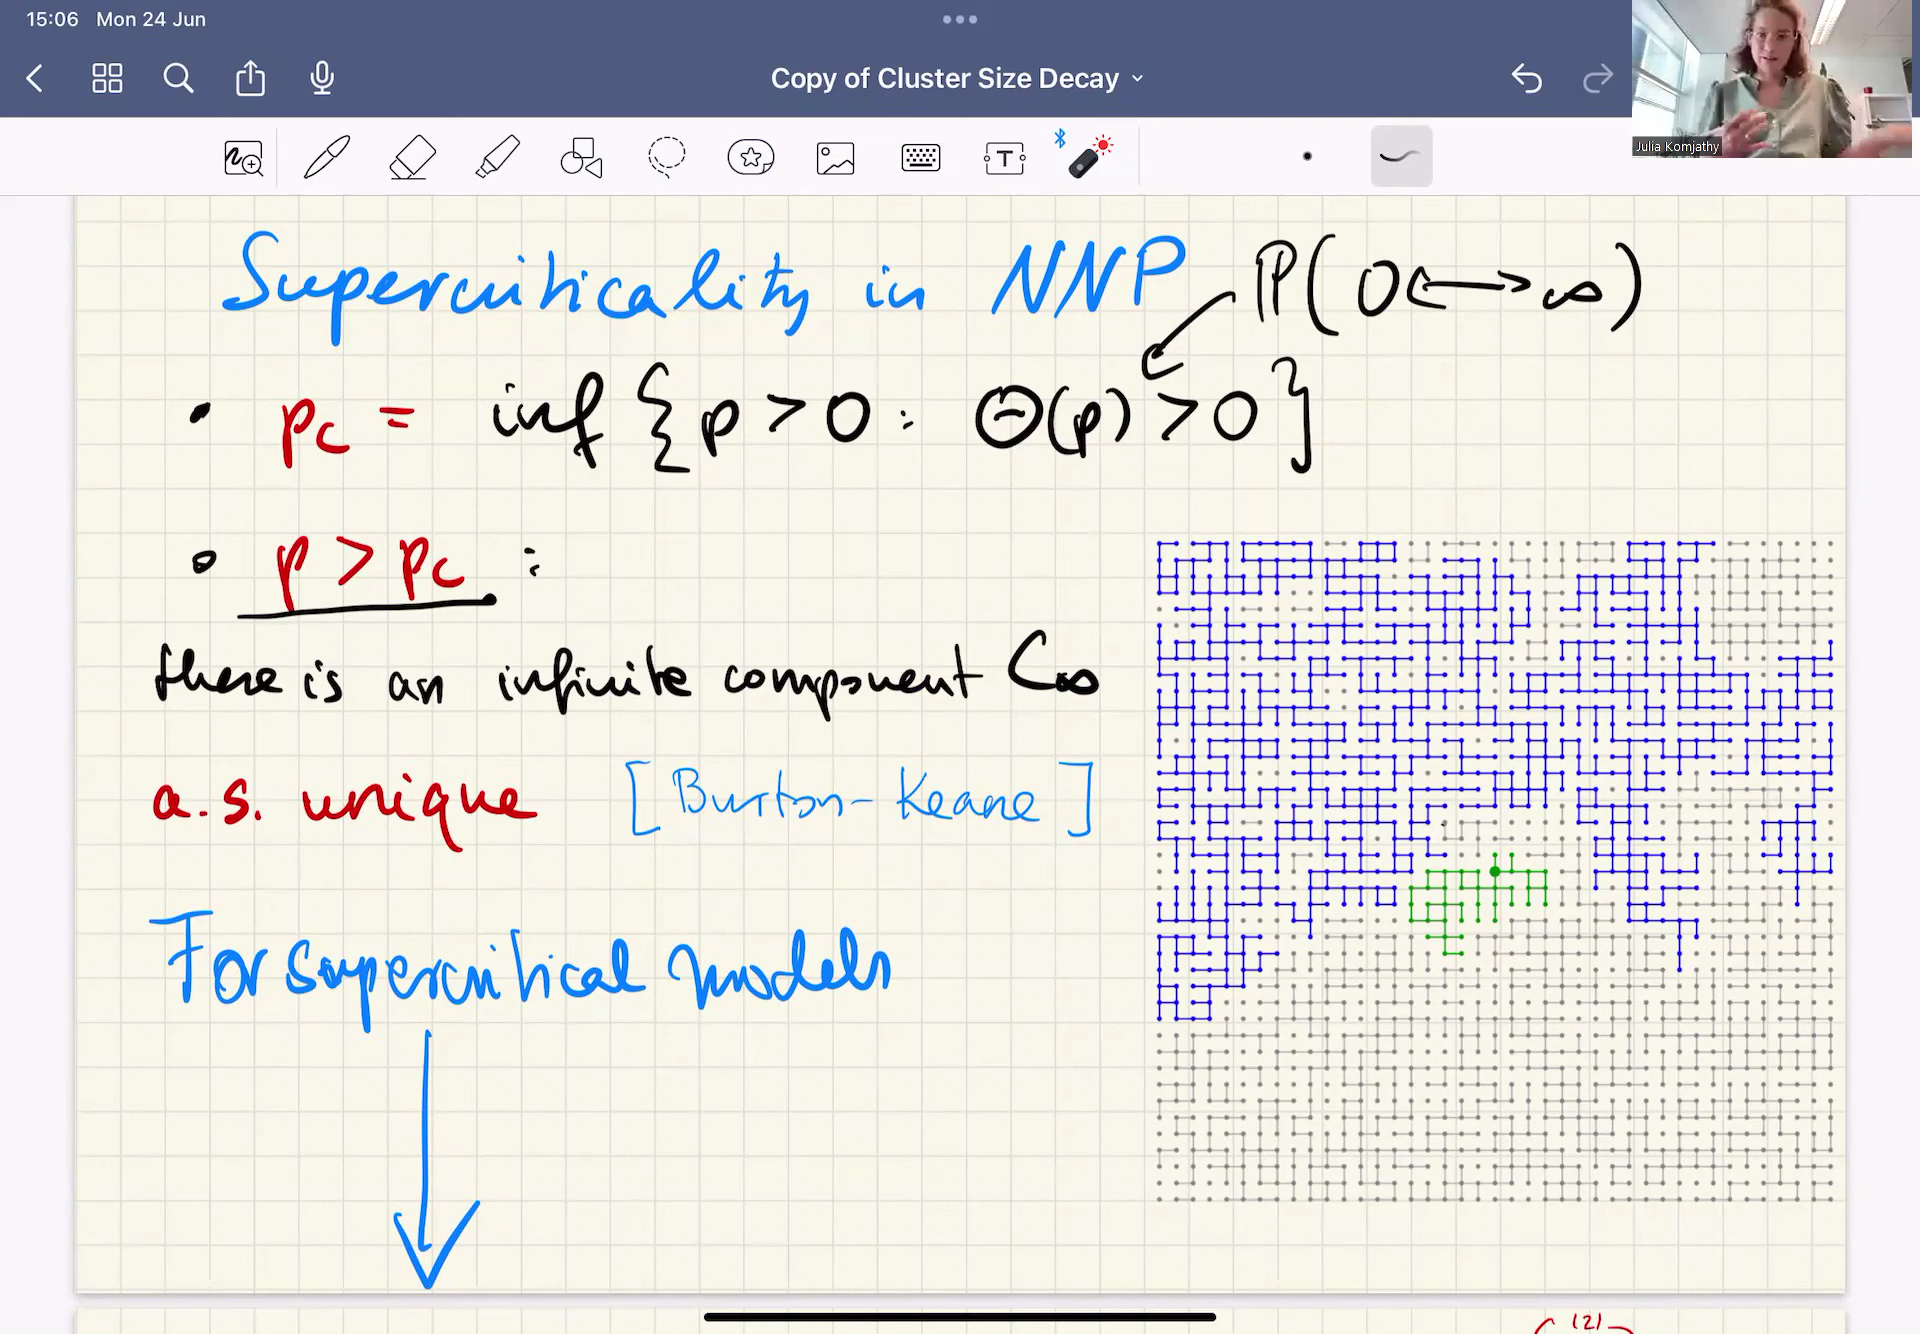 15:06 Mon 24 Jun
Copy of Cluster Size Decay
Julia Komjathy
Supercriticality in NNP ℙ(0⟷∞)
• pc = inf { p > 0 : Θ(p) > 0 }
• p > pc :
there is an infinite component C∞
a.s. unique [Burton-Keane]
For supercritical models
(2)